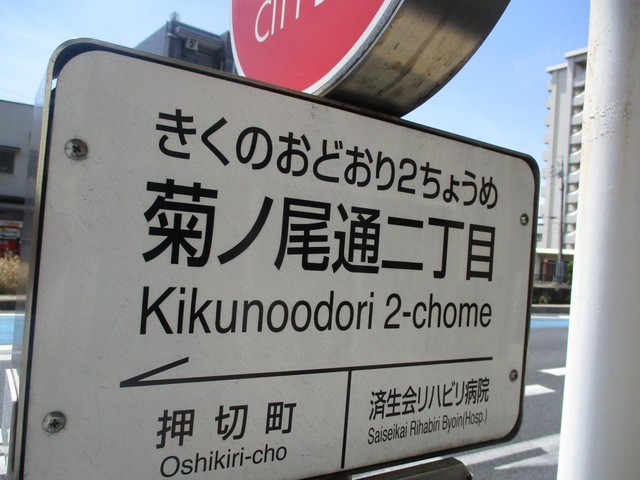 きくのおどおり2ちょうめ
菊ノ尾通二丁目
Kikunoodori 2-chome
押切町
Oshikiri-cho
済生会リハビリ病院
Saiseikai Rihabiri Byoin(Hosp.)